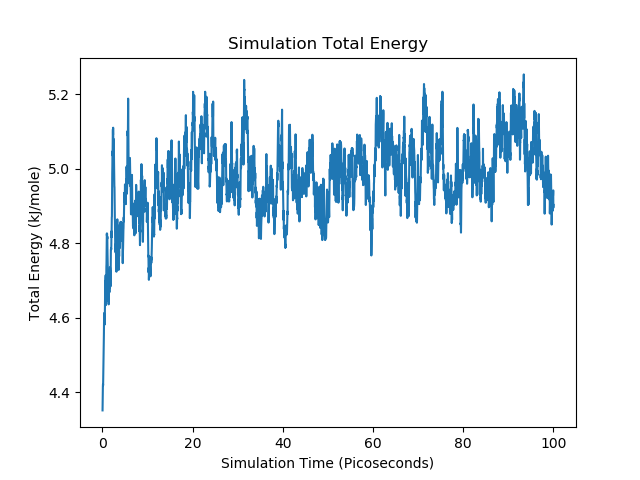 Simulation Total Energy
Total Energy (kJ/mole)
5.2
5.0
4.8
4.6
4.4
0 20 40 60 80 100
Simulation Time (Picoseconds)